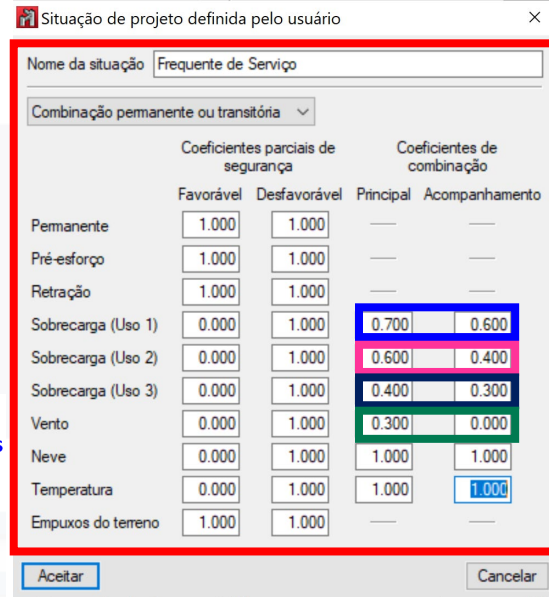 Situação de projeto definida pelo usuário
Nome da situação Frequente de Serviço
Combinação permanente ou transitória
Coeficientes parciais de segurança Coeficientes de combinação
Favorável Desfavorável Principal Acompanhamento
Permanente 1.000 1.000
Pré-esforço 1.000 1.000
Retração 1.000 1.000
Sobrecarga (Uso 1) 0.000 1.000 0.700 0.600
Sobrecarga (Uso 2) 0.000 1.000 0.600 0.400
Sobrecarga (Uso 3) 0.000 1.000 0.400 0.300
Vento 0.000 1.000 0.300 0.000
s
Neve 0.000 1.000 1.000 1.000
Temperatura 0.000 1.000 1.000 1.000
Empuxos do terreno 1.000 1.000
Aceitar Cancelar